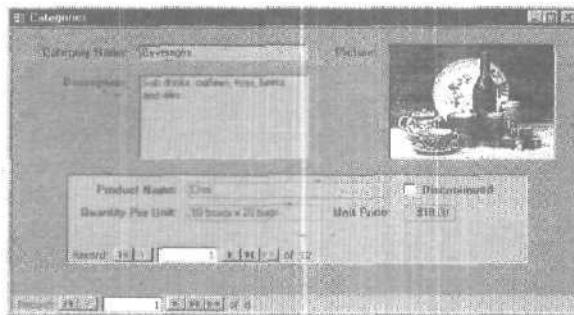 Categories
Category Name: Beverages
Picture:
Description: Soft drinks, coffees, teas, beers,
and ales
Product Name: Chai
Discontinued
Quantity Per Unit: 10 boxes x 20 bags
Unit Price: $18.00
Record: 1 of 12
Record: 1 of 8